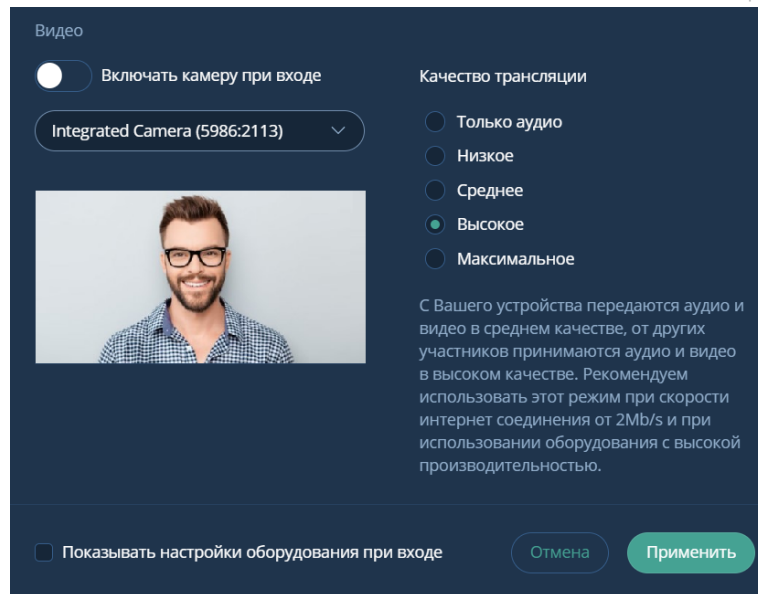 Видео
Включать камеру при входе
Integrated Camera (5986:2113)
Качество трансляции
Только аудио
Низкое
Среднее
Высокое
Максимальное
С Вашего устройства передаются аудио и
видео в среднем качестве, от других
участников принимаются аудио и видео
в высоком качестве. Рекомендуем
использовать этот режим при скорости
интернет соединения от 2Mb/s и при
использовании оборудования с высокой
производительностью.
Показывать настройки оборудования при входе
Отмена
Применить